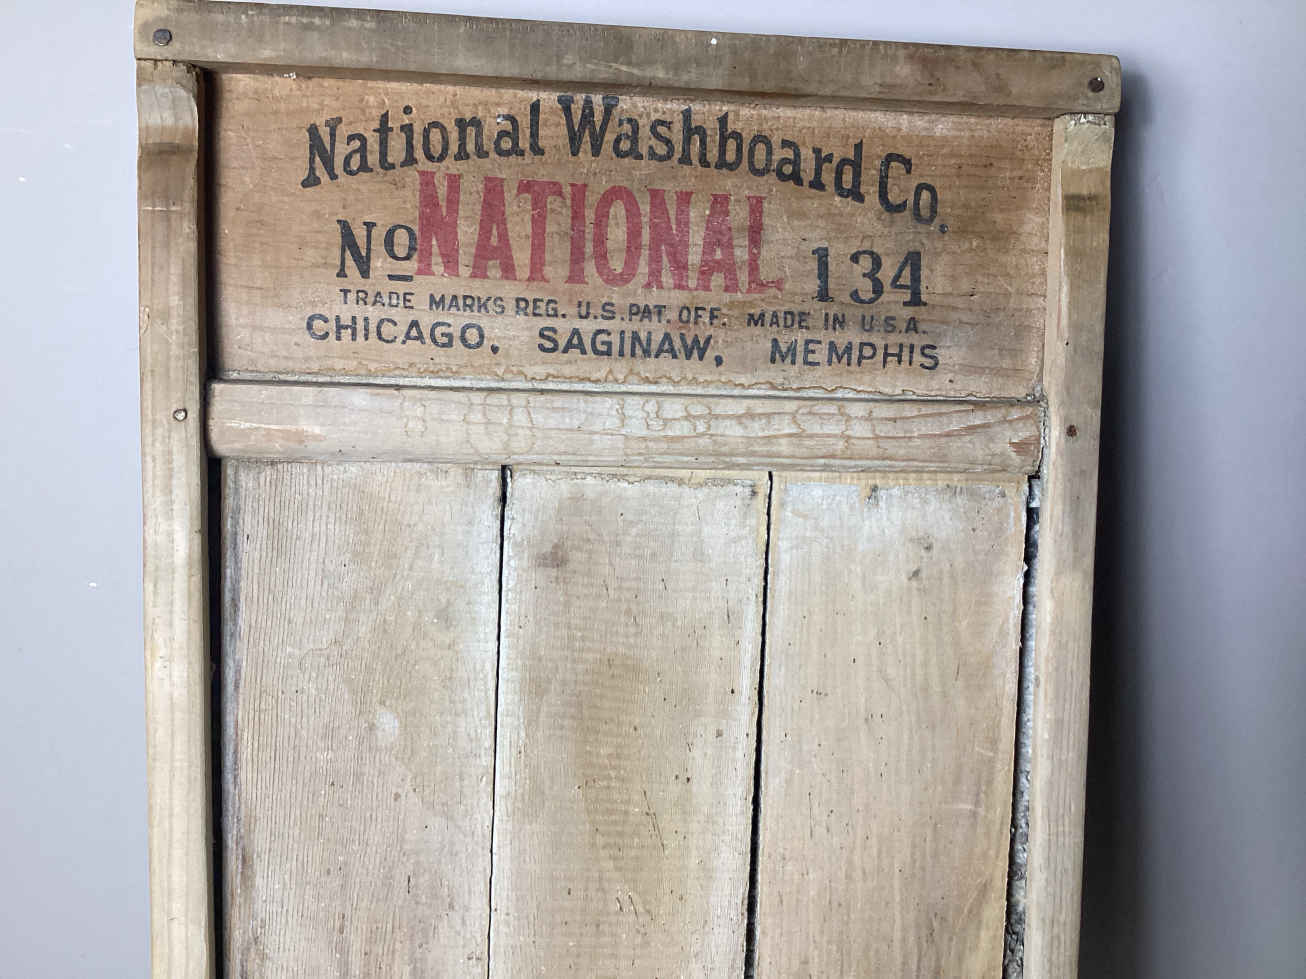 National Washboard Co.
No NATIONAL 134
TRADE MARKS REG. U.S. PAT. OFF. MADE IN U.S.A.
CHICAGO, SAGINAW, MEMPHIS